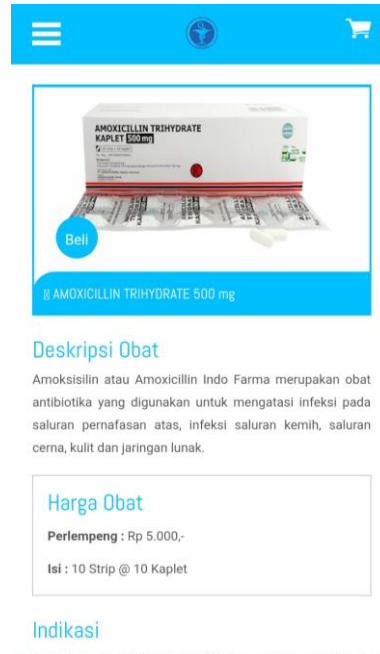 AMOXICILLIN TRIHYDRATE
KAPLET 500 mg
Beli
AMOXICILLIN TRIHYDRATE 500 mg
Deskripsi Obat
Amoksisilin atau Amoxicillin Indo Farma merupakan obat
antibiotika yang digunakan untuk mengatasi infeksi pada
saluran pernafasan atas, infeksi saluran kemih, saluran
cerna, kulit dan jaringan lunak.
Harga Obat
Perlempeng : Rp 5.000,-
Isi : 10 Strip @ 10 Kaplet
Indikasi